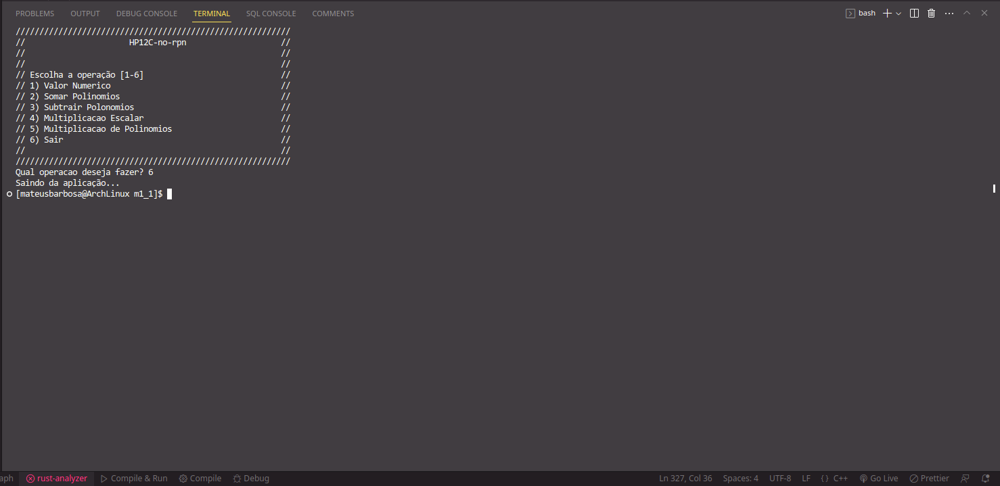 PROBLEMS OUTPUT DEBUG CONSOLE TERMINAL SQL CONSOLE COMMENTS bash
//////////////////////////////////////////////////////////
// HP12C-no-rpn //
// //
// //
// Escolha a operação [1-6] //
// 1) Valor Numerico //
// 2) Somar Polinomios //
// 3) Subtrair Polonomios //
// 4) Multiplicacao Escalar //
// 5) Multiplicacao de Polinomios //
// 6) Sair //
// //
//////////////////////////////////////////////////////////
Qual operacao deseja fazer? 6
Saindo da aplicação...
[mateusbarbosa@ArchLinux m1_1]$
aph rust-analyzer Compile & Run Compile Debug Ln 327, Col 36 Spaces: 4 UTF-8 LF {} C++ Go Live Prettier